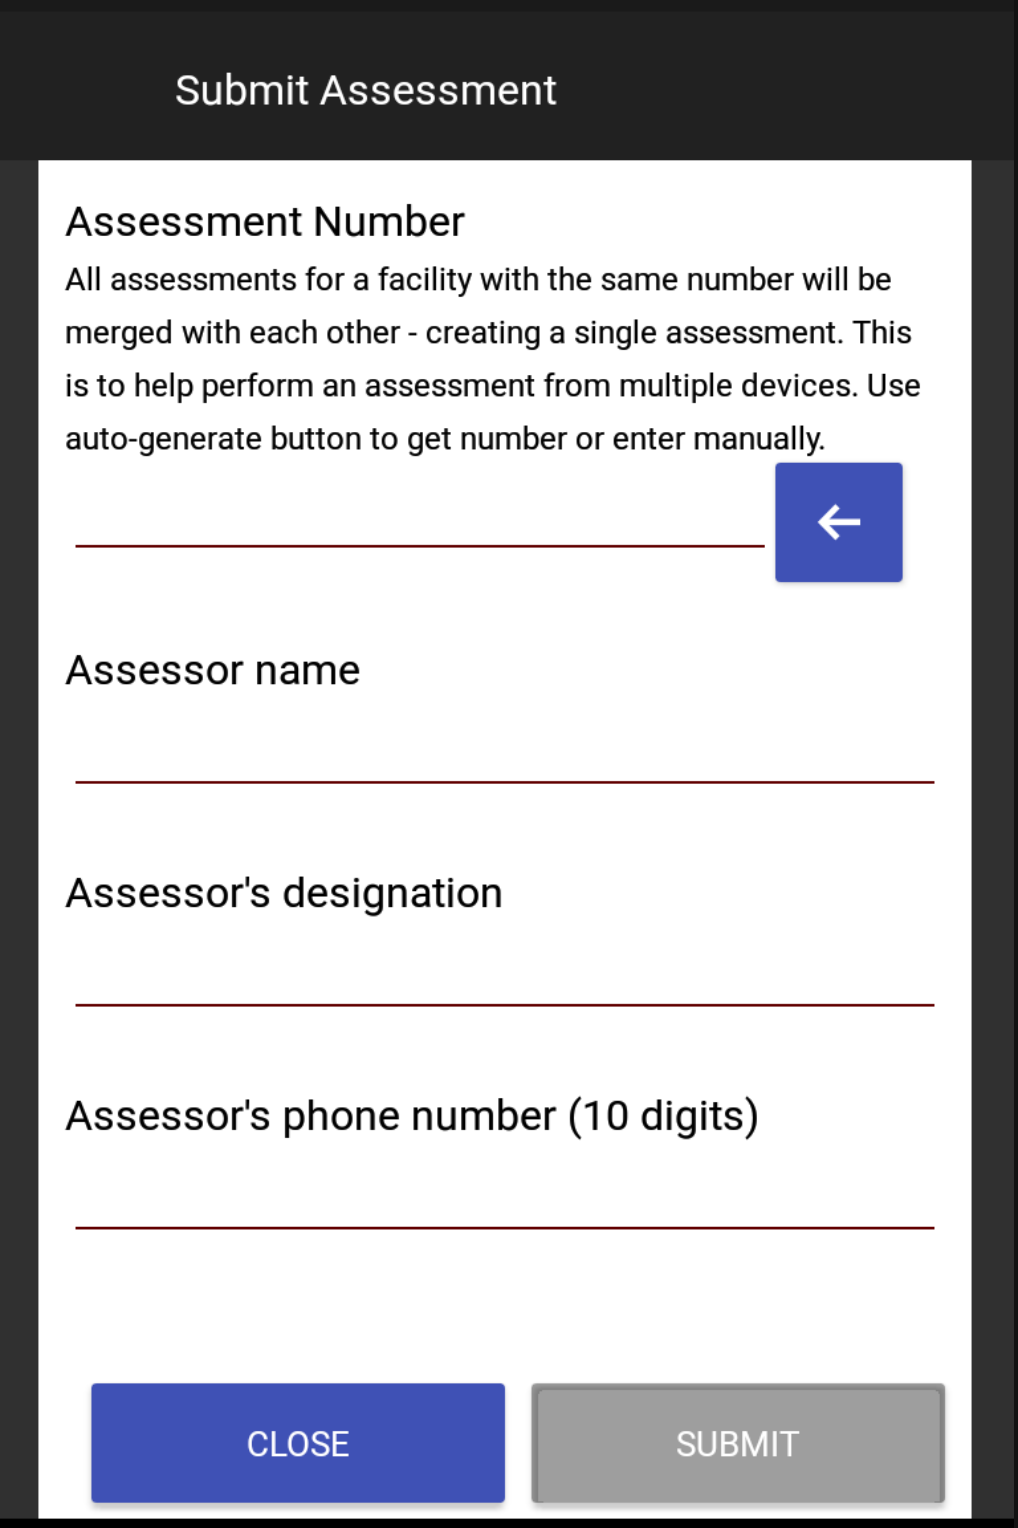 Submit Assessment
Assessment Number
All assessments for a facility with the same number will be
merged with each other - creating a single assessment. This
is to help perform an assessment from multiple devices. Use
auto-generate button to get number or enter manually.
Assessor name
Assessor's designation
Assessor's phone number (10 digits)
CLOSE
SUBMIT